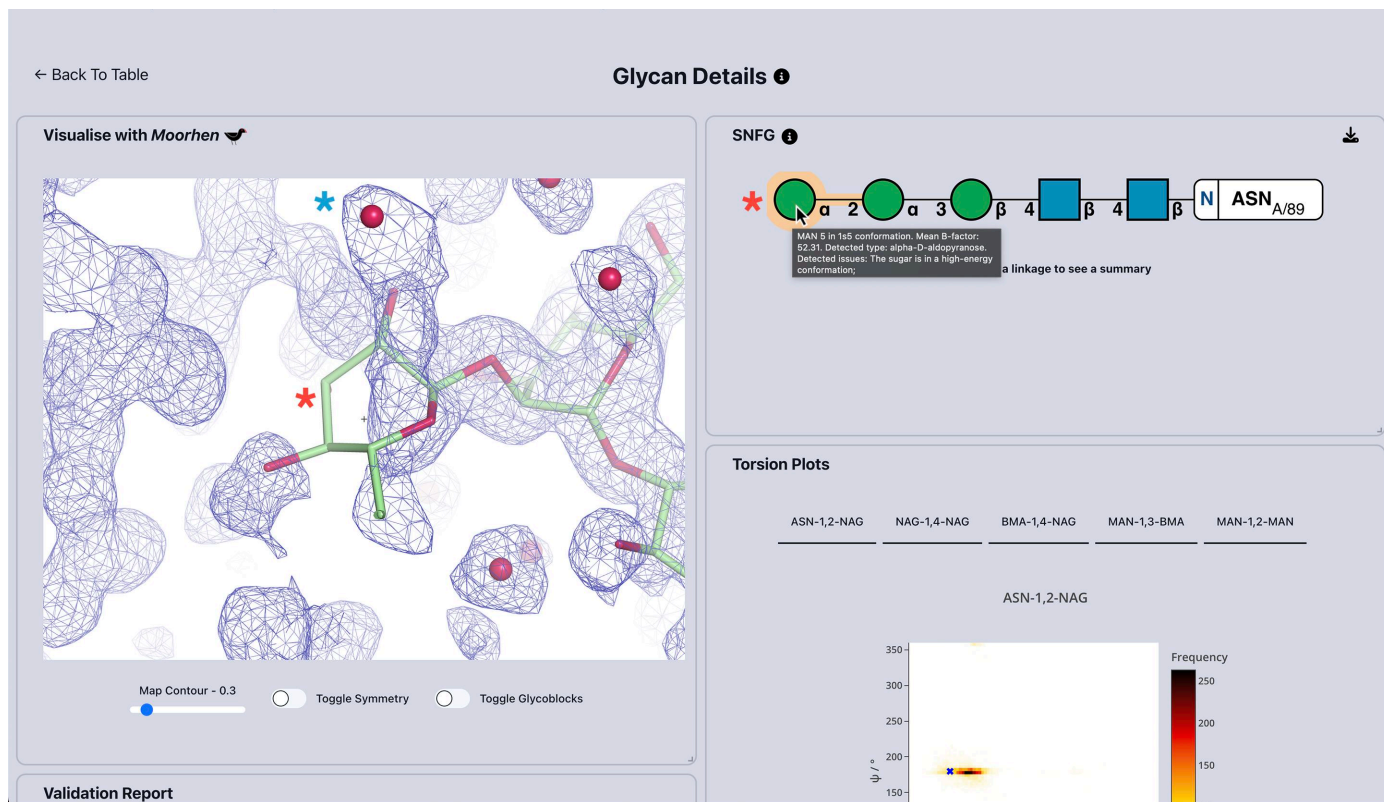 ← Back To Table
Glycan Details
Visualise with Moorhen
SNFG
* α 2 α 3 β 4 β 4 β N ASN A/89
MAN 5 in 1s5 conformation. Mean B-factor:
52.31. Detected type: alpha-D-aldopyranose.
Detected issues: The sugar is in a high-energy
conformation;
a linkage to see a summary
*
*
Map Contour - 0.3
Toggle Symmetry
Toggle Glycoblocks
Validation Report
Torsion Plots
ASN-1,2-NAG NAG-1,4-NAG BMA-1,4-NAG MAN-1,3-BMA MAN-1,2-MAN
ASN-1,2-NAG
350
300
250
200
150
ψ / °
Frequency
250
200
150